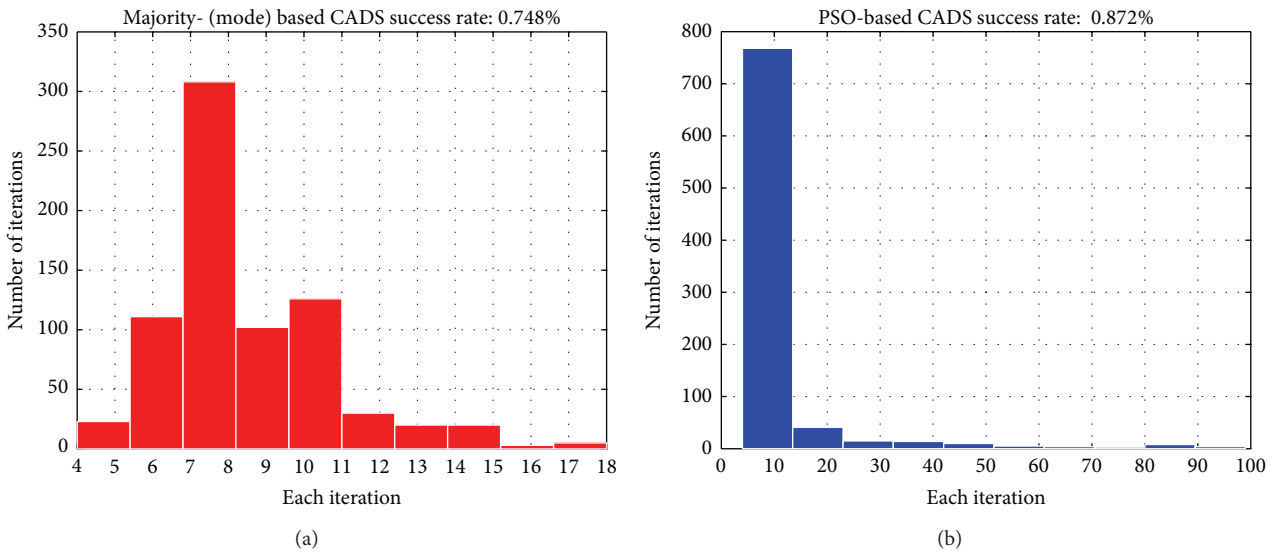 Majority- (mode) based CADS success rate: 0.748%
350
300
250
200
150
100
50
0
4 5 6 7 8 9 10 11 12 13 14 15 16 17 18
Number of iterations
Each iteration
(a)
PSO-based CADS success rate: 0.872%
800
700
600
500
400
300
200
100
0
0 10 20 30 40 50 60 70 80 90 100
Number of iterations
Each iteration
(b)